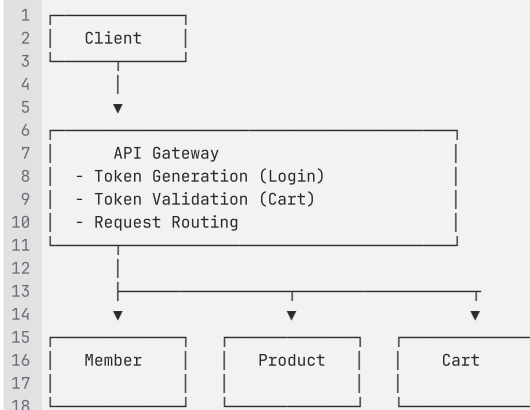 1
2 Client
3
4
5 ▼
6
7 API Gateway
8 - Token Generation (Login)
9 - Token Validation (Cart)
10 - Request Routing
11
12
13
14 ▼ ▼ ▼
15
16 Member Product Cart
17
18